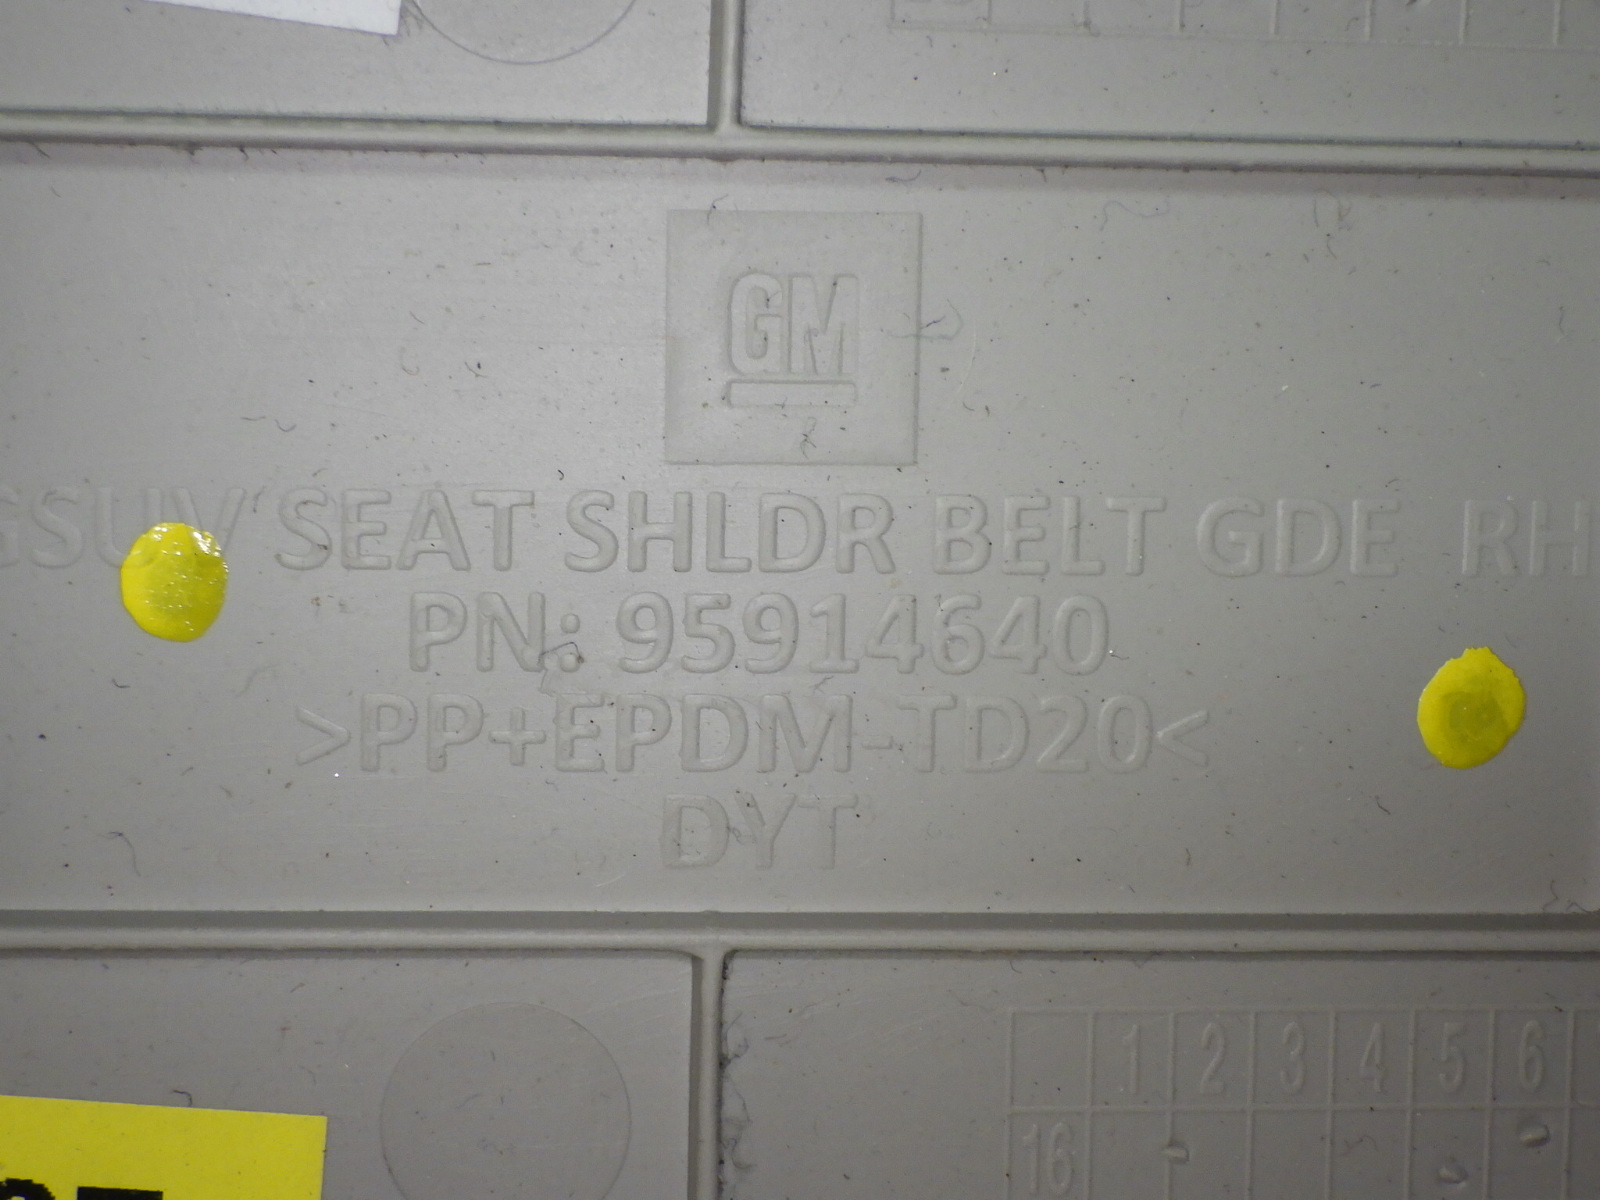 GM
GSUV SEAT SHLDR BELT GDE RH
PN: 95914640
>PP+EPDM-TD20<
DYT
1 2 3 4 5 6
16